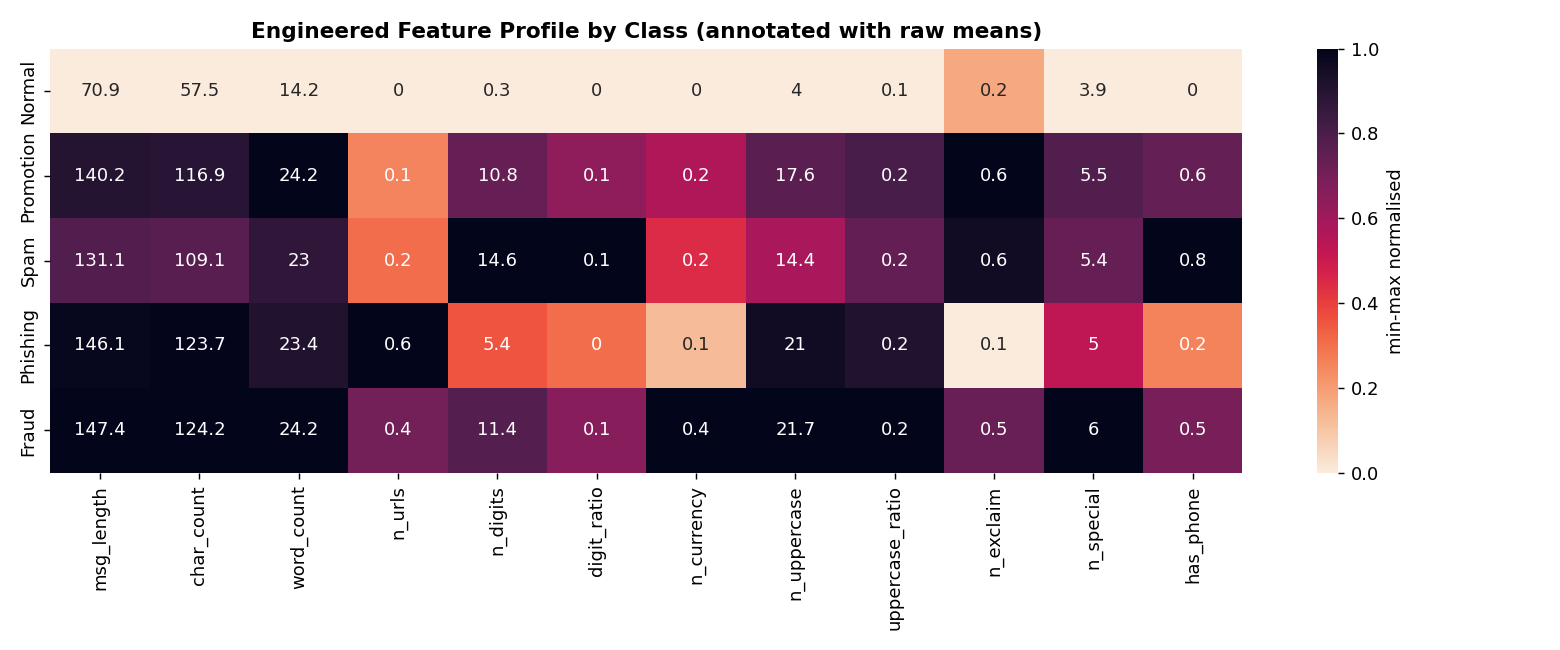 Engineered Feature Profile by Class (annotated with raw means)
Normal 70.9 57.5 14.2 0 0.3 0 0 4 0.1 0.2 3.9 0
Promotion 140.2 116.9 24.2 0.1 10.8 0.1 0.2 17.6 0.2 0.6 5.5 0.6
Spam 131.1 109.1 23 0.2 14.6 0.1 0.2 14.4 0.2 0.6 5.4 0.8
Phishing 146.1 123.7 23.4 0.6 5.4 0 0.1 21 0.2 0.1 5 0.2
Fraud 147.4 124.2 24.2 0.4 11.4 0.1 0.4 21.7 0.2 0.5 6 0.5
msg_length char_count word_count n_urls n_digits digit_ratio n_currency n_uppercase uppercase_ratio n_exclaim n_special has_phone
1.0
0.8
0.6
0.4
0.2
0.0
min-max normalised